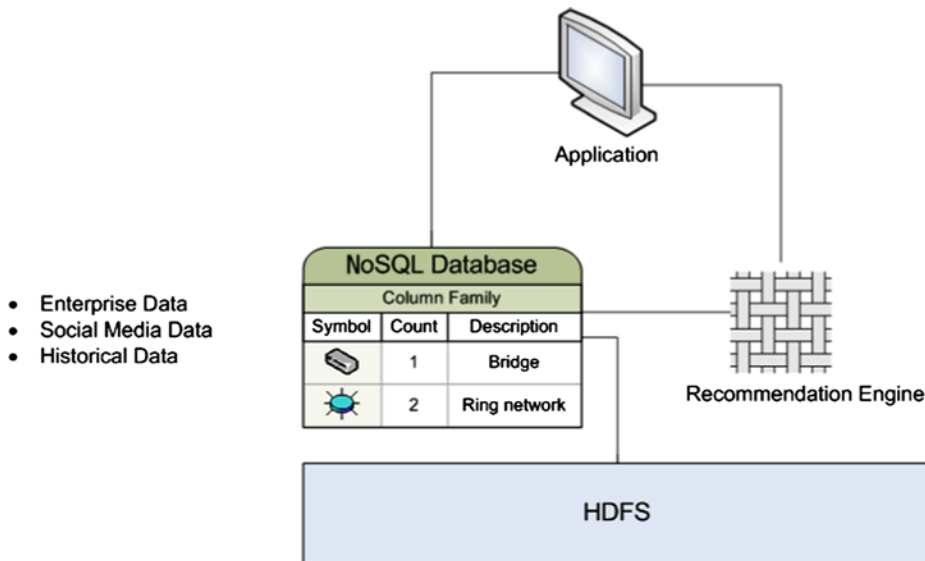 Application
NoSQL Database
Column Family
Symbol Count Description
1 Bridge
2 Ring network
• Enterprise Data
• Social Media Data
• Historical Data
Recommendation Engine
HDFS